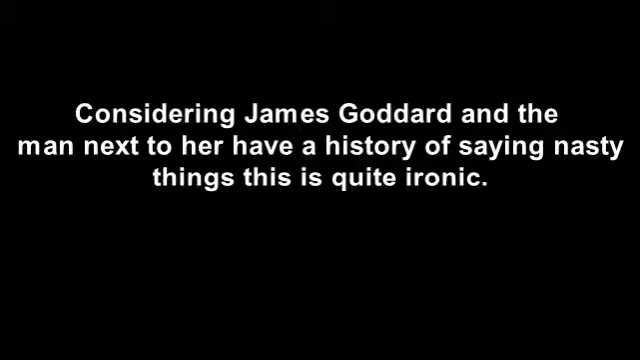 Considering James Goddard and the
man next to her have a history of saying nasty
things this is quite ironic.